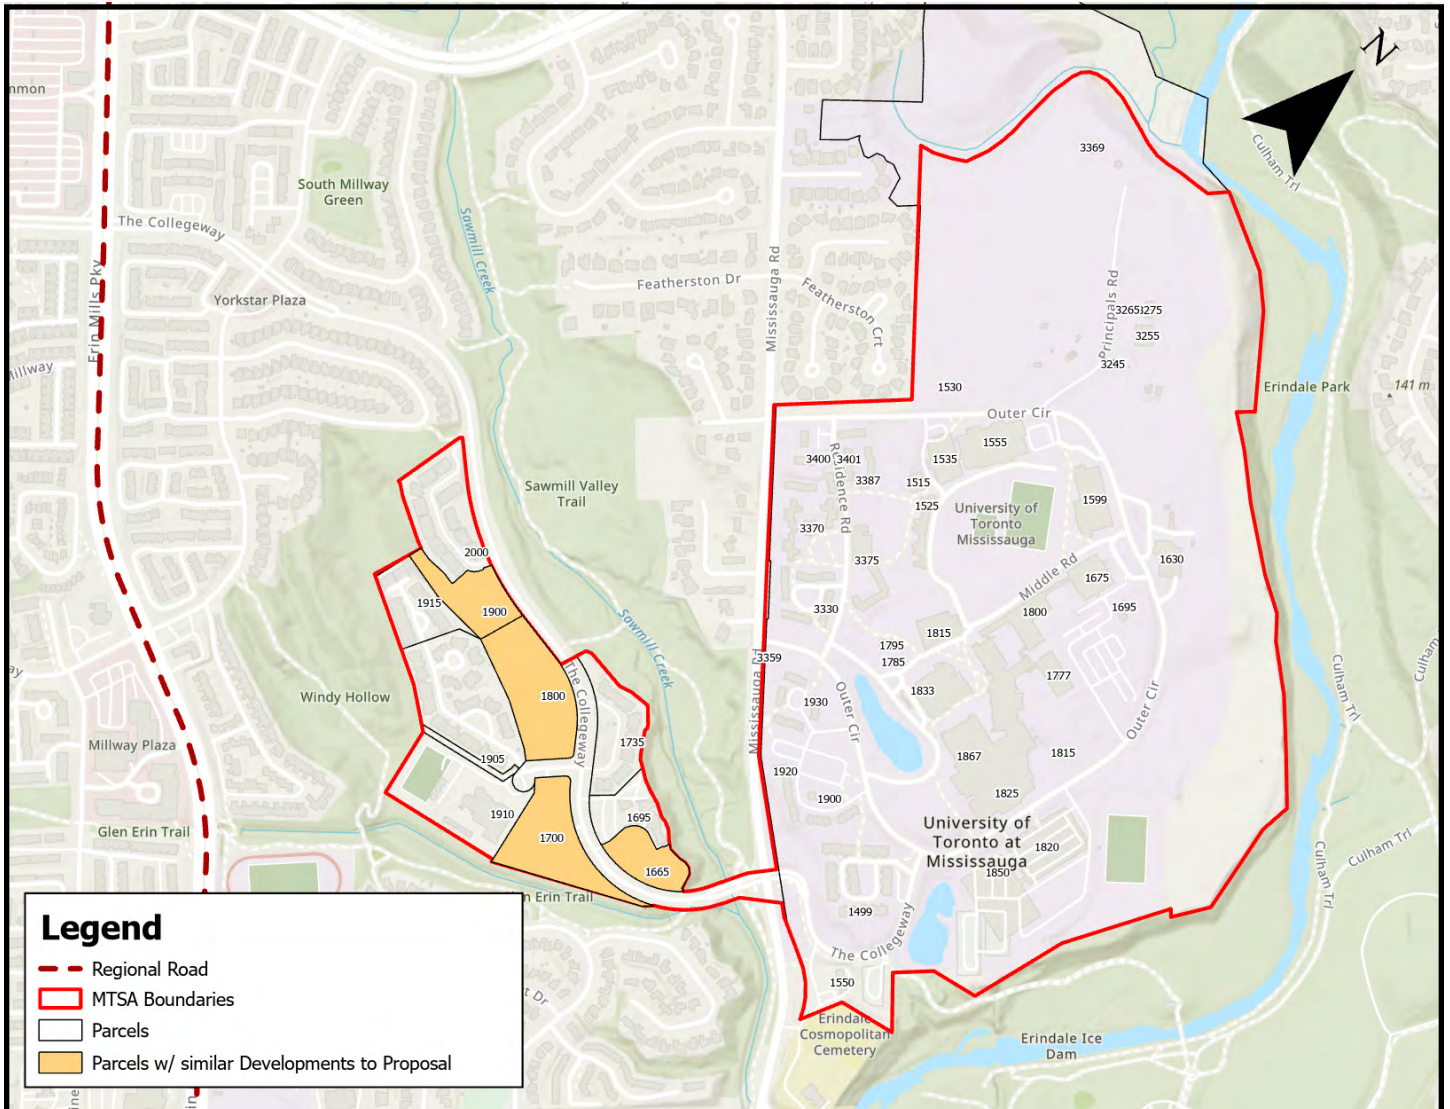 N
mmon
Culham Trl
3369
South Millway
Green
The Collegeway
Sawmill Creek
Mississauga Rd
Featherston Dr
Featherston Crt
Erin Mills Pky
Yorkstar Plaza
Principals Rd
3265
3275
3255
3245
illway
1530
Erindale Park
141 m
Outer Cir
1555
Residence Rd
3400
3401
1535
3387
1515
1525
1599
Sawmill Valley
Trail
University of
Toronto
Mississauga
3370
2000
3375
1630
Middle Rd
1675
1915
1900
3330
1800
1695
Sawmill Creek
1815
1795
1785
3359
Mississauga Rd
Culham
Culham Trl
Windy Hollow
1800
The Collegeway
1777
1833
1930
Outer Cir
Outer Cir
Millway Plaza
1735
1905
1867
1815
1920
1900
1825
Glen Erin Trail
1910
1700
1695
University of
Toronto at
Mississauga
1820
1850
Culham Trl
Culham Trl
1665
n Erin Trail
1499
The Collegeway
1550
Erindale
Cosmopolitan
Cemetery
Erindale Ice
Dam
Legend
Regional Road
MTSA Boundaries
Parcels
Parcels w/ similar Developments to Proposal
t Dr